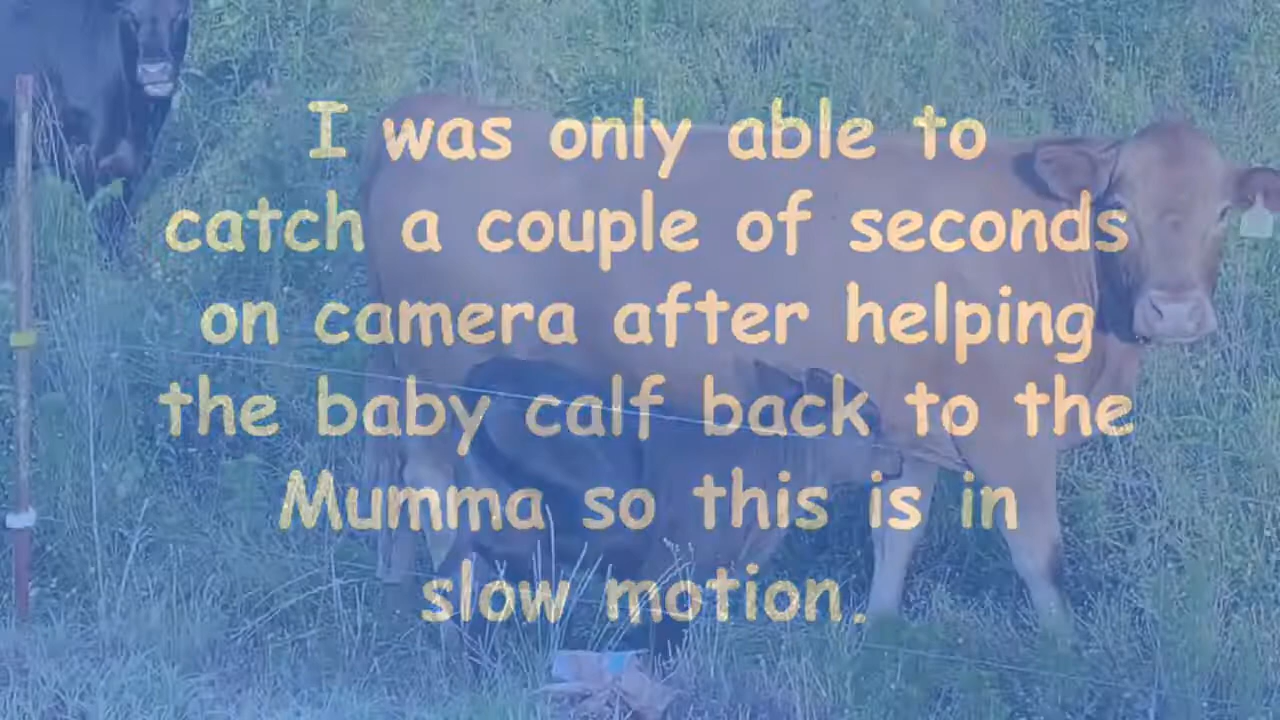 I was only able to
catch a couple of seconds
on camera after helping
the baby calf back to the
Mumma so this is in
slow motion.